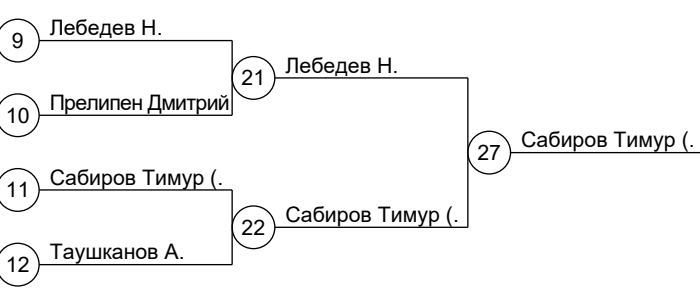 9 Лебедев Н.
21 Лебедев Н.
10 Прелипен Дмитрий
27 Сабиров Тимур (.
11 Сабиров Тимур (.
22 Сабиров Тимур (.
12 Таушканов А.